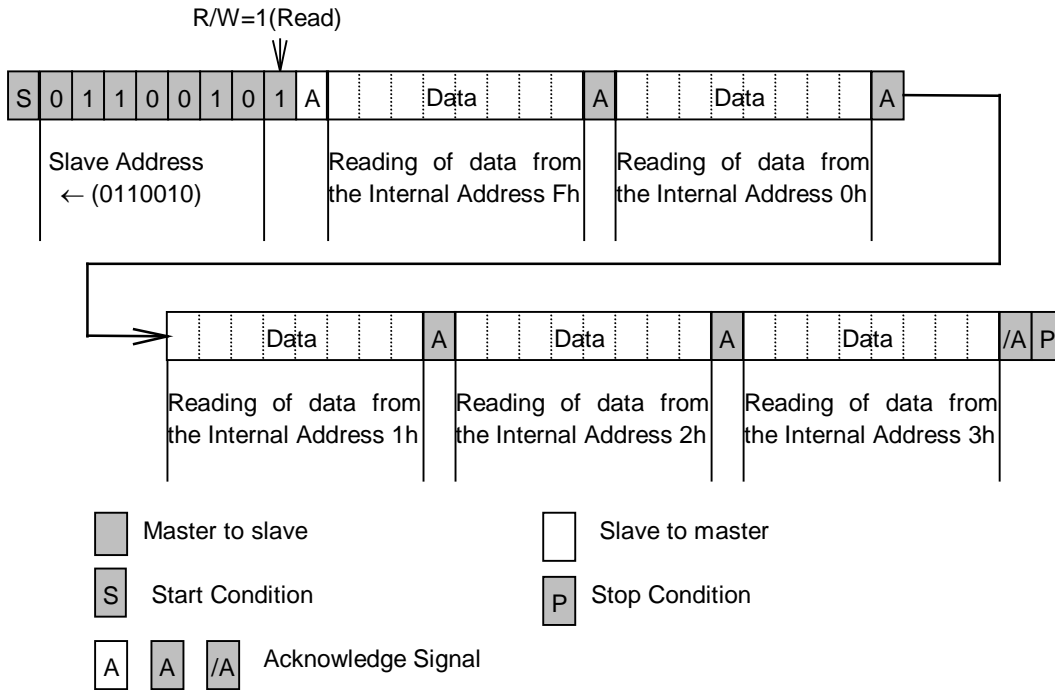 R/W=1(Read)
S 0 1 1 0 0 1 0 1 A Data A Data A
Slave Address
← (0110010)
Reading of data from
the Internal Address Fh
Reading of data from
the Internal Address 0h
Data A Data A Data /A P
Reading of data from
the Internal Address 1h
Reading of data from
the Internal Address 2h
Reading of data from
the Internal Address 3h
Master to slave
Slave to master
S Start Condition
P Stop Condition
A A /A Acknowledge Signal